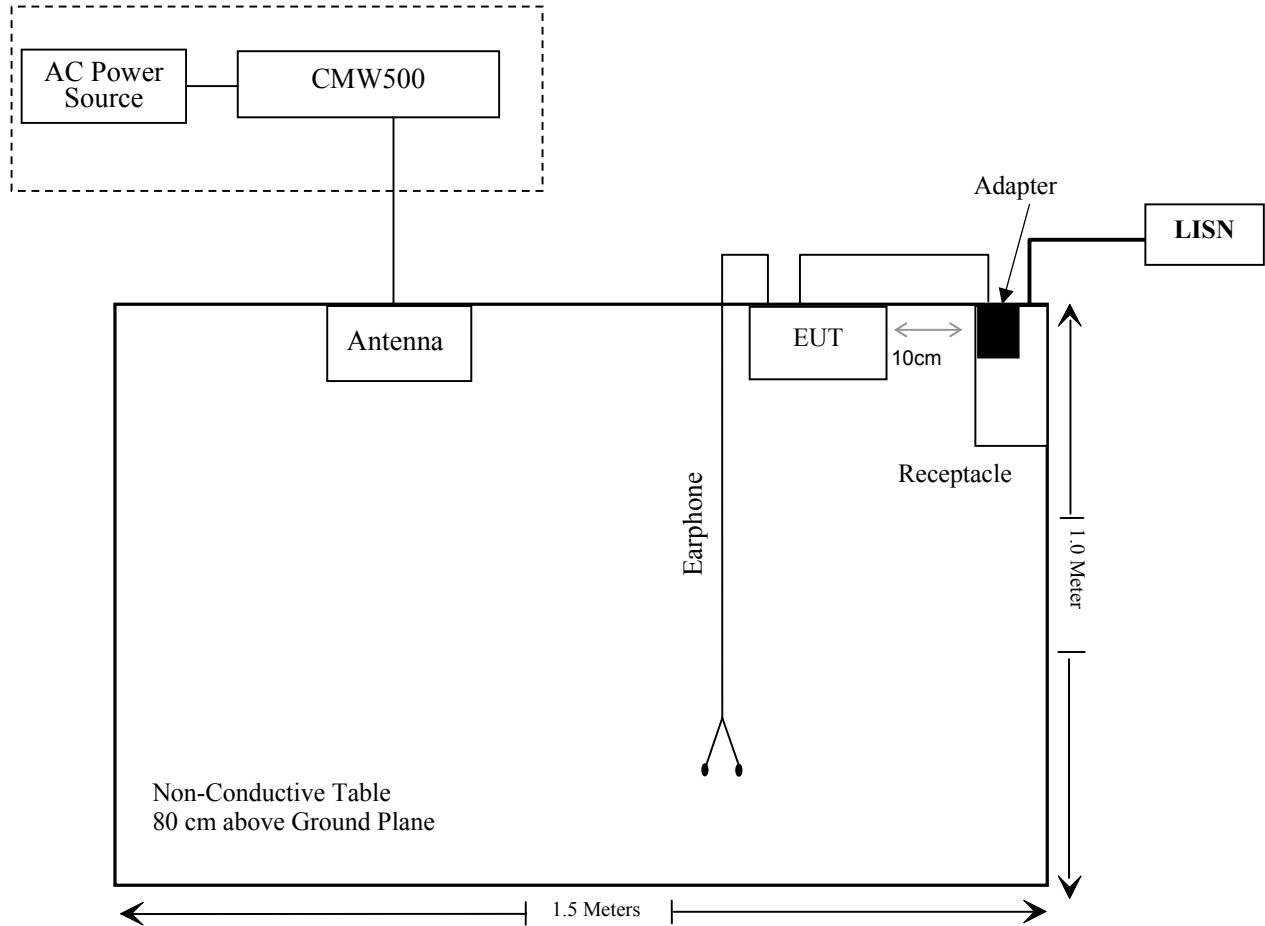 AC Power
Source
CMW500
Adapter
LISN
Antenna
EUT
10cm
Receptacle
Earphone
1.0 Meter
Non-Conductive Table
80 cm above Ground Plane
1.5 Meters